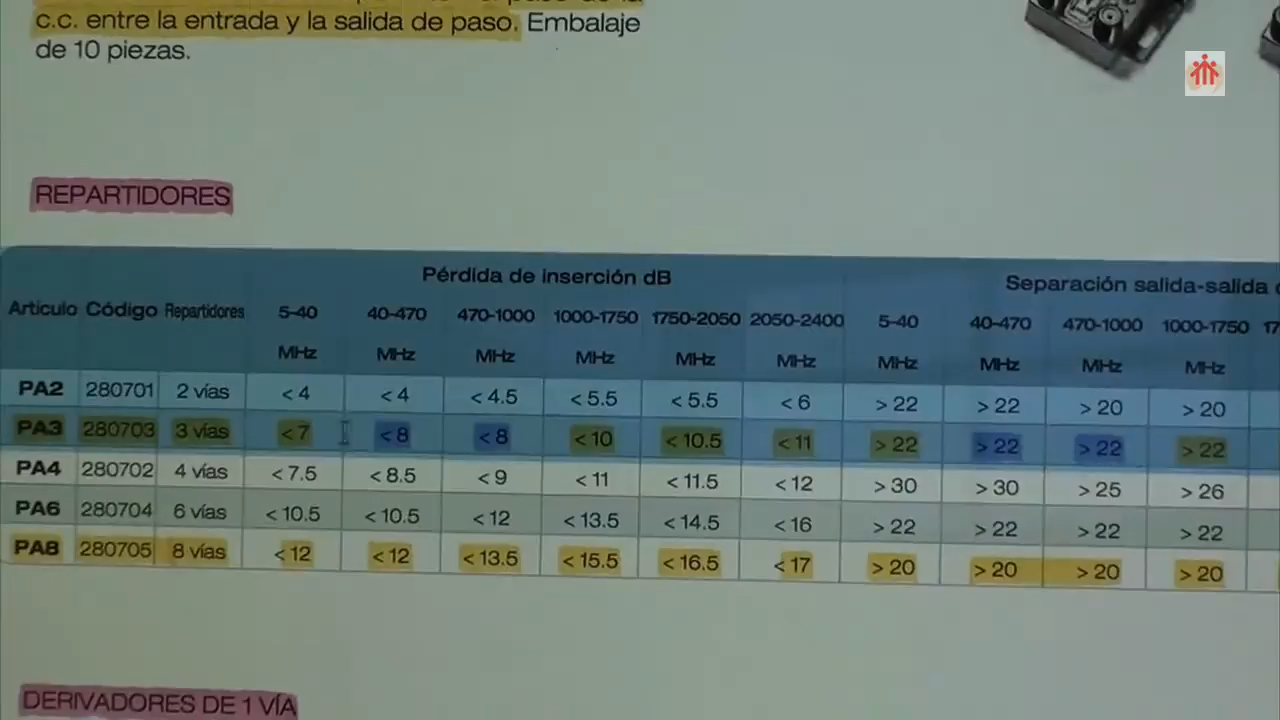 c.c. entre la entrada y la salida de paso. Embalaje
de 10 piezas.
REPARTIDORES
Pérdida de inserción dB
Separación salida-salida
Artículo Código Repartidores 5-40 40-470 470-1000 1000-1750 1750-2050 2050-2400 5-40 40-470 470-1000 1000-1750
MHz MHz MHz MHz MHz MHz MHz MHz MHz MHz
PA2 280701 2 vías < 4 < 4 < 4.5 < 5.5 < 5.5 < 6 > 22 > 22 > 20 > 20
PA3 280703 3 vías < 7 < 8 < 8 < 10 < 10.5 < 11 > 22 > 22 > 22 > 22
PA4 280702 4 vías < 7.5 < 8.5 < 9 < 11 < 11.5 < 12 > 30 > 30 > 25 > 26
PA6 280704 6 vías < 10.5 < 10.5 < 12 < 13.5 < 14.5 < 16 > 22 > 22 > 22 > 22
PA8 280705 8 vías < 12 < 12 < 13.5 < 15.5 < 16.5 < 17 > 20 > 20 > 20 > 20
DERIVADORES DE 1 VÍA